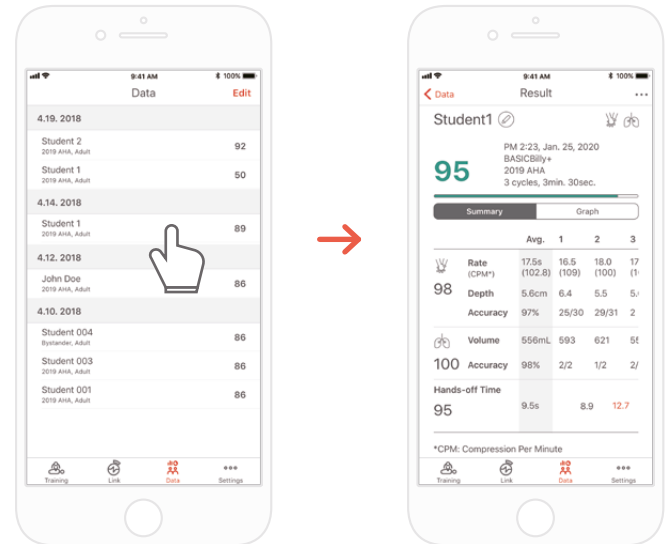 9:41 AM
100%
Data
Edit
4.19. 2018
Student 2
2019 AHA, Adult
92
Student 1
2019 AHA, Adult
50
4.14. 2018
Student 1
2019 AHA, Adult
89
4.12. 2018
John Doe
2019 AHA, Adult
86
4.10. 2018
Student 004
Bystander, Adult
86
Student 003
2019 AHA, Adult
86
Student 001
2019 AHA, Adult
86
Training Link Data Settings
9:41 AM
100%
Data
Result
Student1
95
PM 2:23, Jan. 25, 2020
BASICBilly+
2019 AHA
3 cycles, 3min. 30sec.
Summary Graph
Avg. 1 2 3
Rate 17.5s 16.5 18.0 17
(CPM*) (102.8) (109) (100)
98
Depth 5.6cm 6.4 5.5 5.
Accuracy 97% 25/30 29/31 2
Volume 556mL 593 621
100 Accuracy 98% 2/2 1/2 2/
Hands-off Time
95
9.5s 8.9 12.7
*CPM: Compression Per Minute
Training Link Data Settings